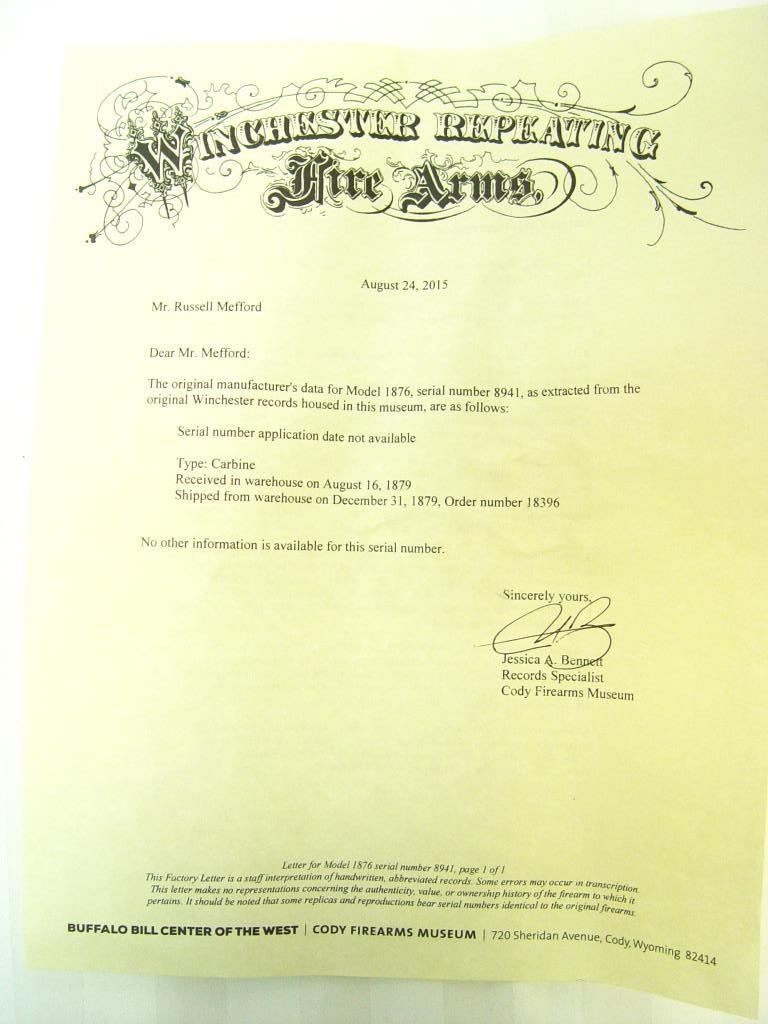 WINCHESTER REPEATING
Fire Arms,
August 24, 2015
Mr. Russell Mefford
Dear Mr. Mefford:
The original manufacturer's data for Model 1876, serial number 8941, as extracted from the
original Winchester records housed in this museum, are as follows:
Serial number application date not available
Type: Carbine
Received in warehouse on August 16, 1879
Shipped from warehouse on December 31, 1879, Order number 18396
No other information is available for this serial number.
Sincerely yours,
Jessica A. Bennett
Records Specialist
Cody Firearms Museum
Letter for Model 1876 serial number 8941, page 1 of 1
This Factory Letter is a staff interpretation of handwritten, abbreviated records. Some errors may occur in transcription.
This letter makes no representations concerning the authenticity, value, or ownership history of the firearm to which it
pertains. It should be noted that some replicas and reproductions bear serial numbers identical to the original firearms.
BUFFALO BILL CENTER OF THE WEST | CODY FIREARMS MUSEUM | 720 Sheridan Avenue, Cody, Wyoming 82414